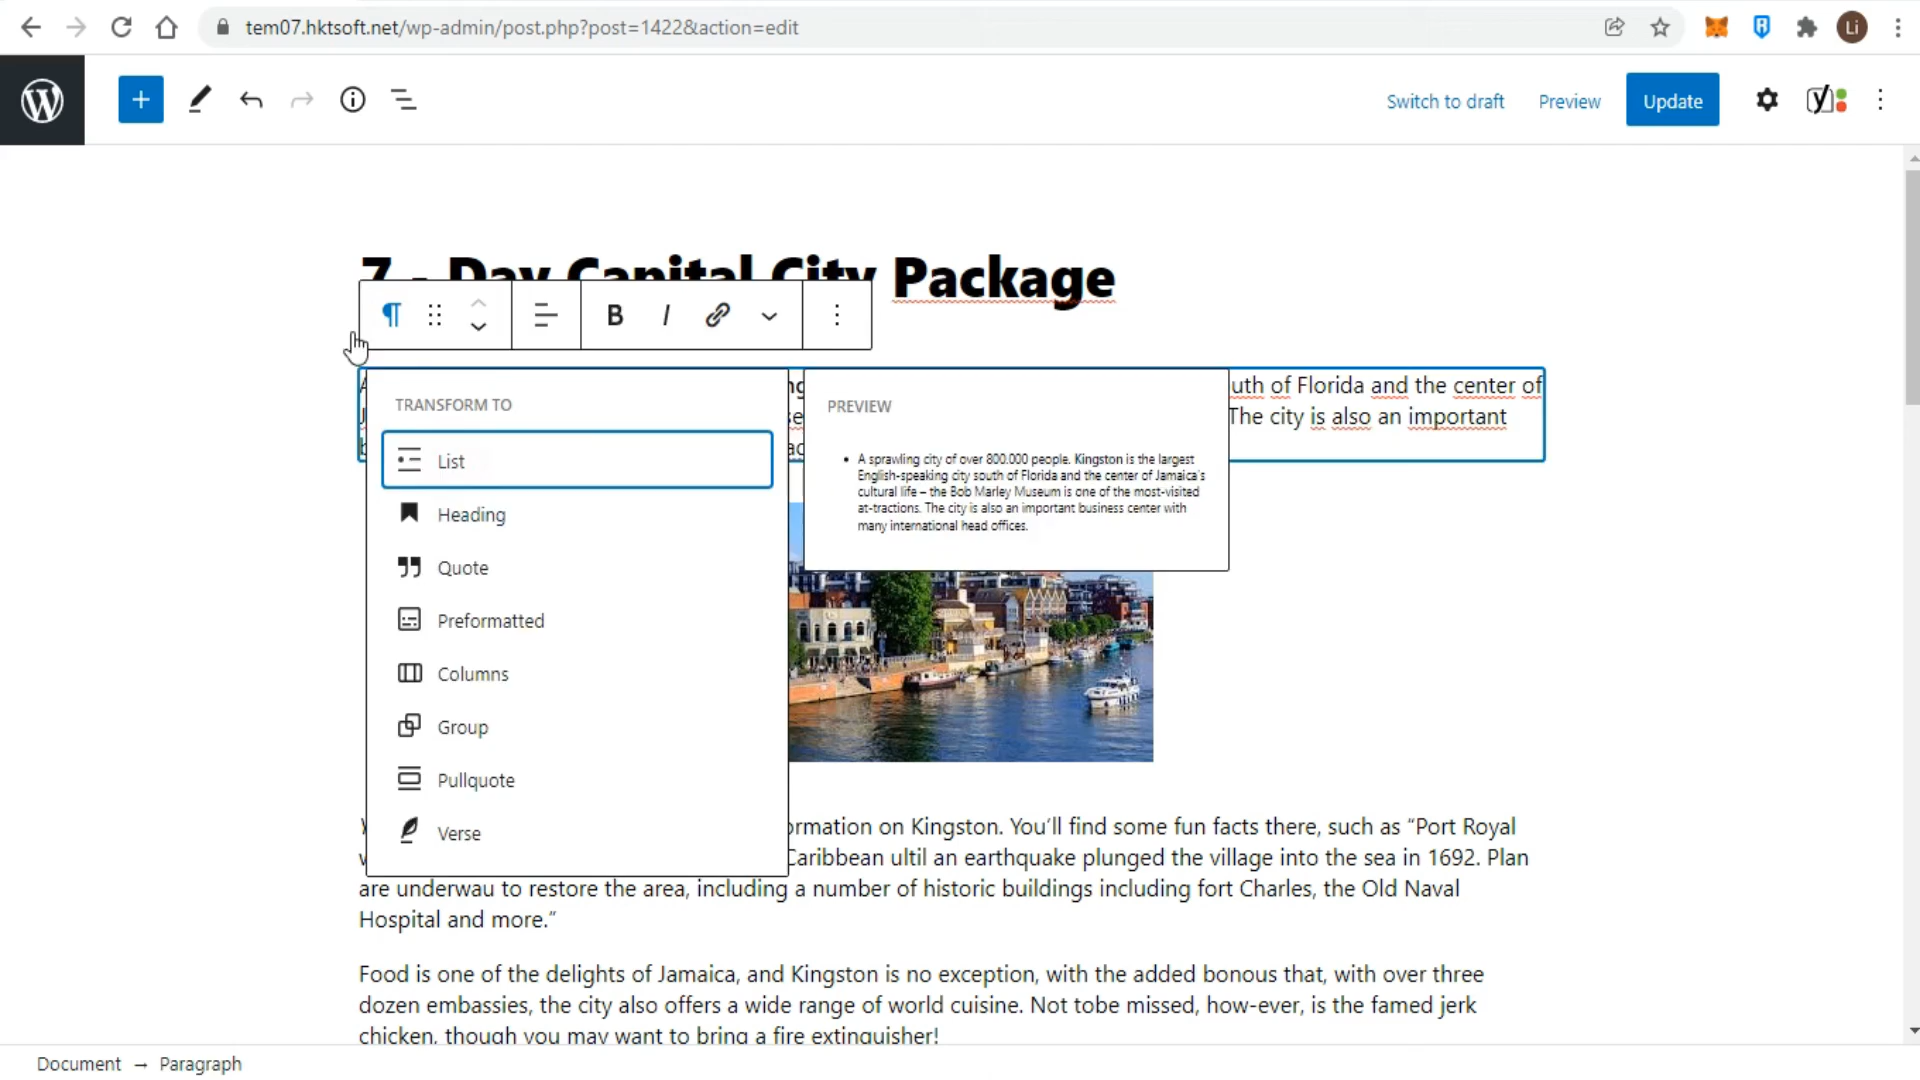 tem07.hktsoft.net/wp-admin/post.php?post=1422&action=edit
Li
Switch to draft
Preview
Update
7 - Day Capital City Package
B I
uth of Florida and the center of
The city is also an important
TRANSFORM TO
List
Heading
Quote
Preformatted
Columns
Group
Pullquote
Verse
PREVIEW
• A sprawling city of over 800.000 people. Kingston is the largest
English-speaking city south of Florida and the center of Jamaica's
cultural life – the Bob Marley Museum is one of the most-visited
at-tractions. The city is also an important business center with
many international head offices.
ormation on Kingston. You'll find some fun facts there, such as “Port Royal
Caribbean ultil an earthquake plunged the village into the sea in 1692. Plan
are underwau to restore the area, including a number of historic buildings including fort Charles, the Old Naval
Hospital and more.”
Food is one of the delights of Jamaica, and Kingston is no exception, with the added bonous that, with over three
dozen embassies, the city also offers a wide range of world cuisine. Not tobe missed, how-ever, is the famed jerk
chicken, though you may want to bring a fire extinguisher!
Document → Paragraph